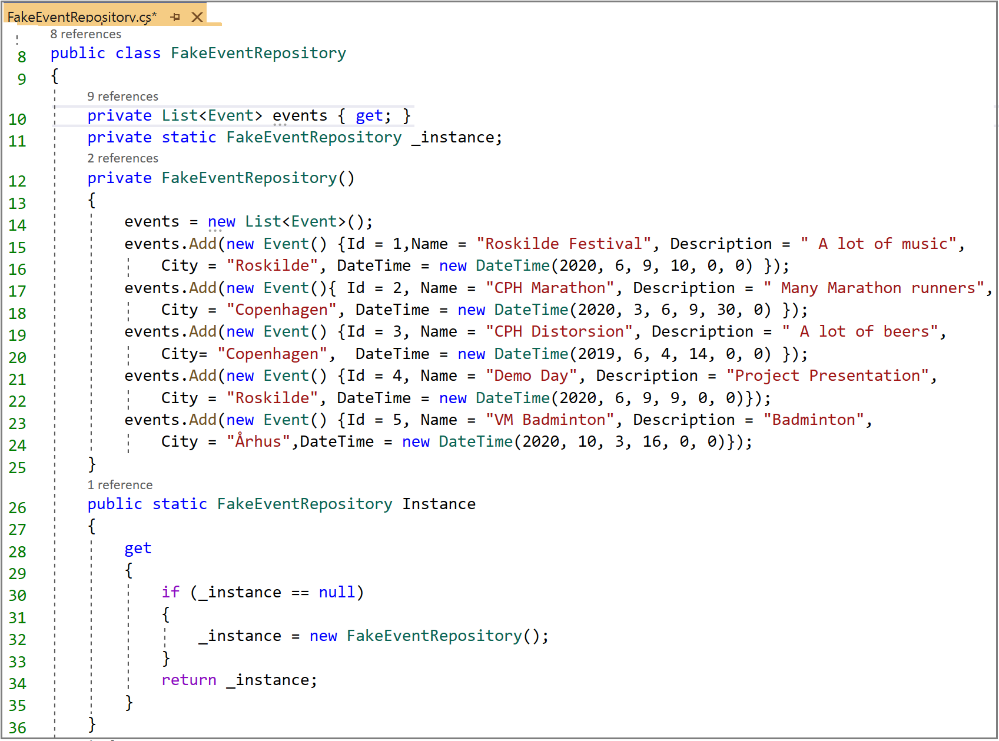 FakeEventRepository.cs*
8 references
8 public class FakeEventRepository
9 {
9 references
10 private List<Event> events { get; }
11 private static FakeEventRepository _instance;
2 references
12 private FakeEventRepository()
13 {
14 events = new List<Event>();
15 events.Add(new Event() {Id = 1,Name = "Roskilde Festival", Description = " A lot of music",
16 City = "Roskilde", DateTime = new DateTime(2020, 6, 9, 10, 0, 0) });
17 events.Add(new Event(){ Id = 2, Name = "CPH Marathon", Description = " Many Marathon runners",
18 City = "Copenhagen", DateTime = new DateTime(2020, 3, 6, 9, 30, 0) });
19 events.Add(new Event() {Id = 3, Name = "CPH Distorsion", Description = " A lot of beers",
20 City= "Copenhagen",  DateTime = new DateTime(2019, 6, 4, 14, 0, 0) });
21 events.Add(new Event() {Id = 4, Name = "Demo Day", Description = "Project Presentation",
22 City = "Roskilde", DateTime = new DateTime(2020, 6, 9, 9, 0, 0)});
23 events.Add(new Event() {Id = 5, Name = "VM Badminton", Description = "Badminton",
24 City = "Århus",DateTime = new DateTime(2020, 10, 3, 16, 0, 0)});
25 }
1 reference
26 public static FakeEventRepository Instance
27 {
28 get
29 {
30 if (_instance == null)
31 {
32 _instance = new FakeEventRepository();
33 }
34 return _instance;
35 }
36 }